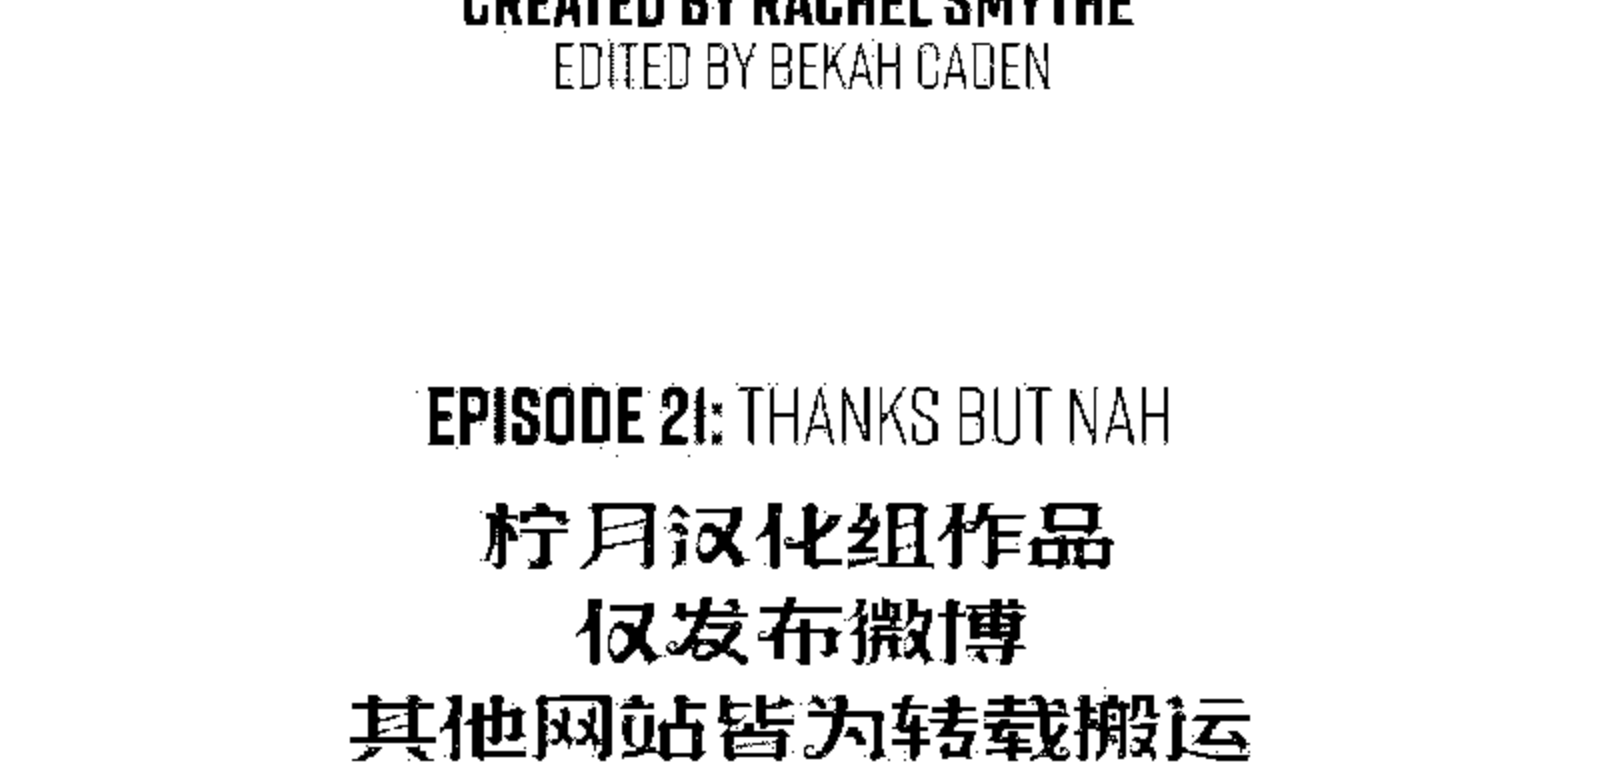 CREATED BY RACHEL SMYTHE
EDITED BY BEKAH CADEN
EPISODE 21: THANKS BUT NAH
柠月汉化组作品
仅发布微博
其他网站皆为转载搬运